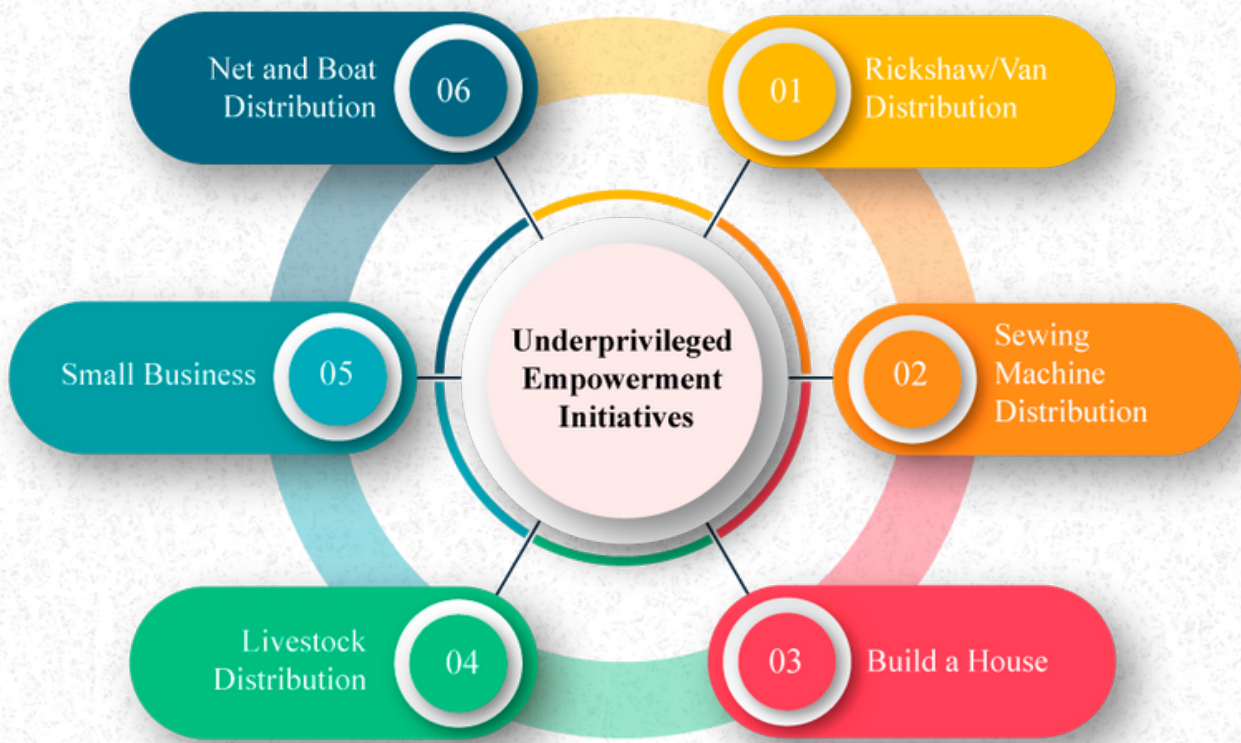 Underprivileged
Empowerment
Initiatives
01
Rickshaw/Van
Distribution
02
Sewing
Machine
Distribution
03
Build a House
04
Livestock
Distribution
05
Small Business
06
Net and Boat
Distribution